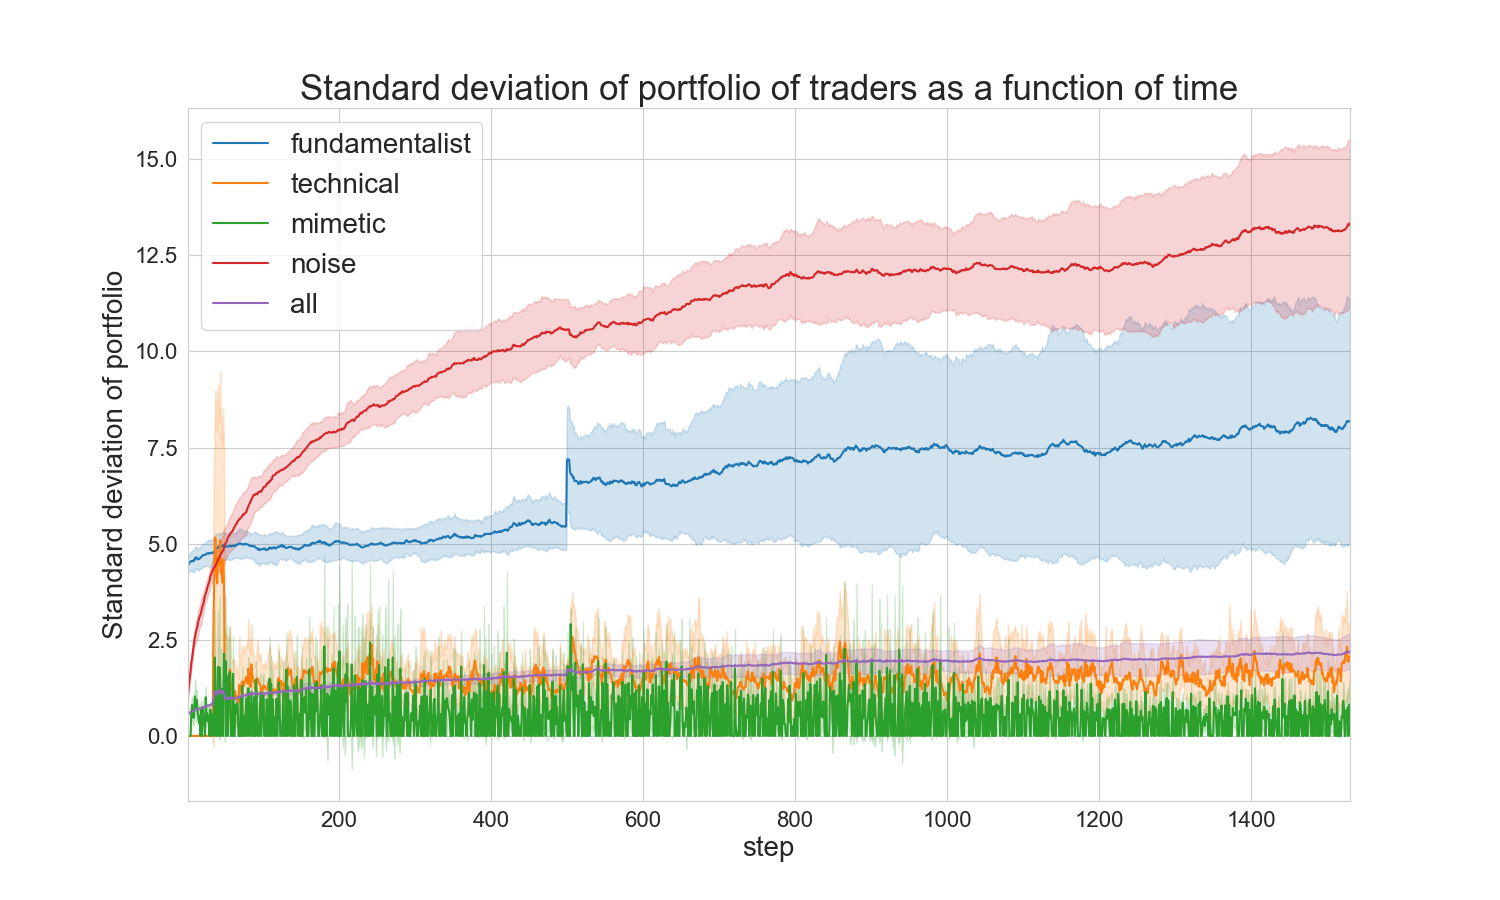 Standard deviation of portfolio of traders as a function of time
fundamentalist
technical
mimetic
noise
all
Standard deviation of portfolio
15.0
12.5
10.0
7.5
5.0
2.5
0.0
200 400 600 800 1000 1200 1400
step